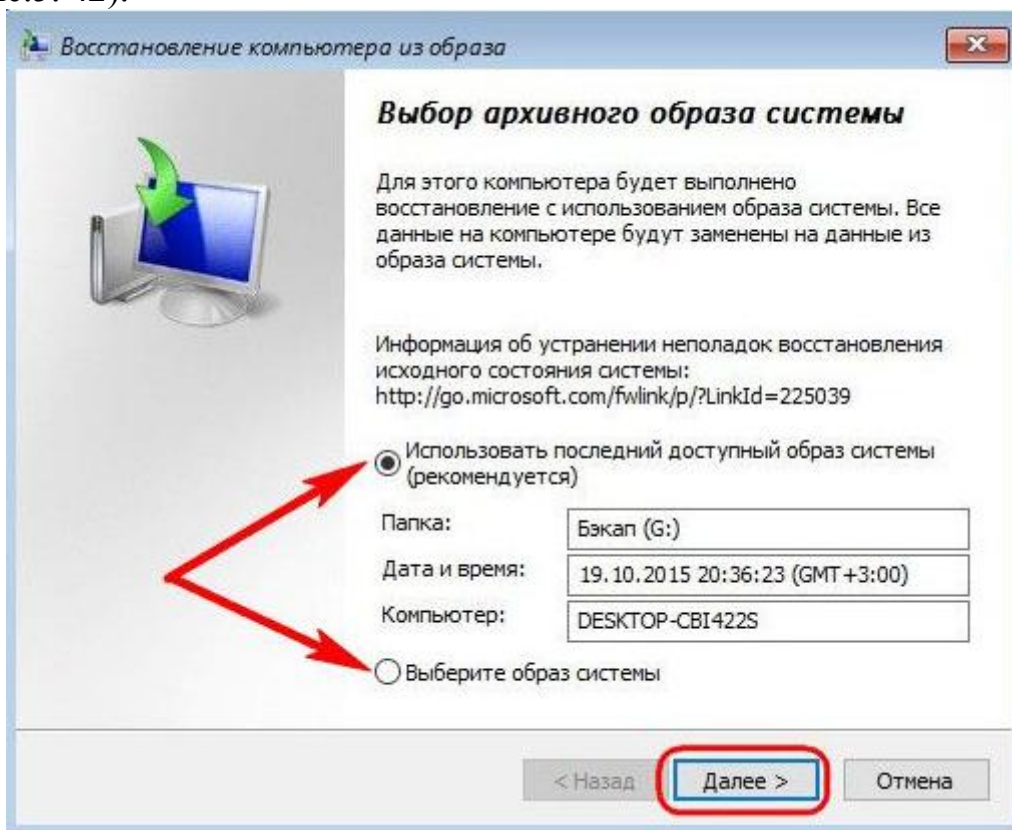 Восстановление компьютера из образа
Выбор архивного образа системы
Для этого компьютера будет выполнено
восстановление с использованием образа системы. Все
данные на компьютере будут заменены на данные из
образа системы.
Информация об устранении неполадок восстановления
исходного состояния системы:
http://go.microsoft.com/fwlink/p/?LinkId=225039
Использовать последний доступный образ системы
(рекомендуется)
Папка: Бэкап (G:)
Дата и время: 19.10.2015 20:36:23 (GMT+3:00)
Компьютер: DESKTOP-CBI422S
Выберите образ системы
< Назад Далее > Отмена